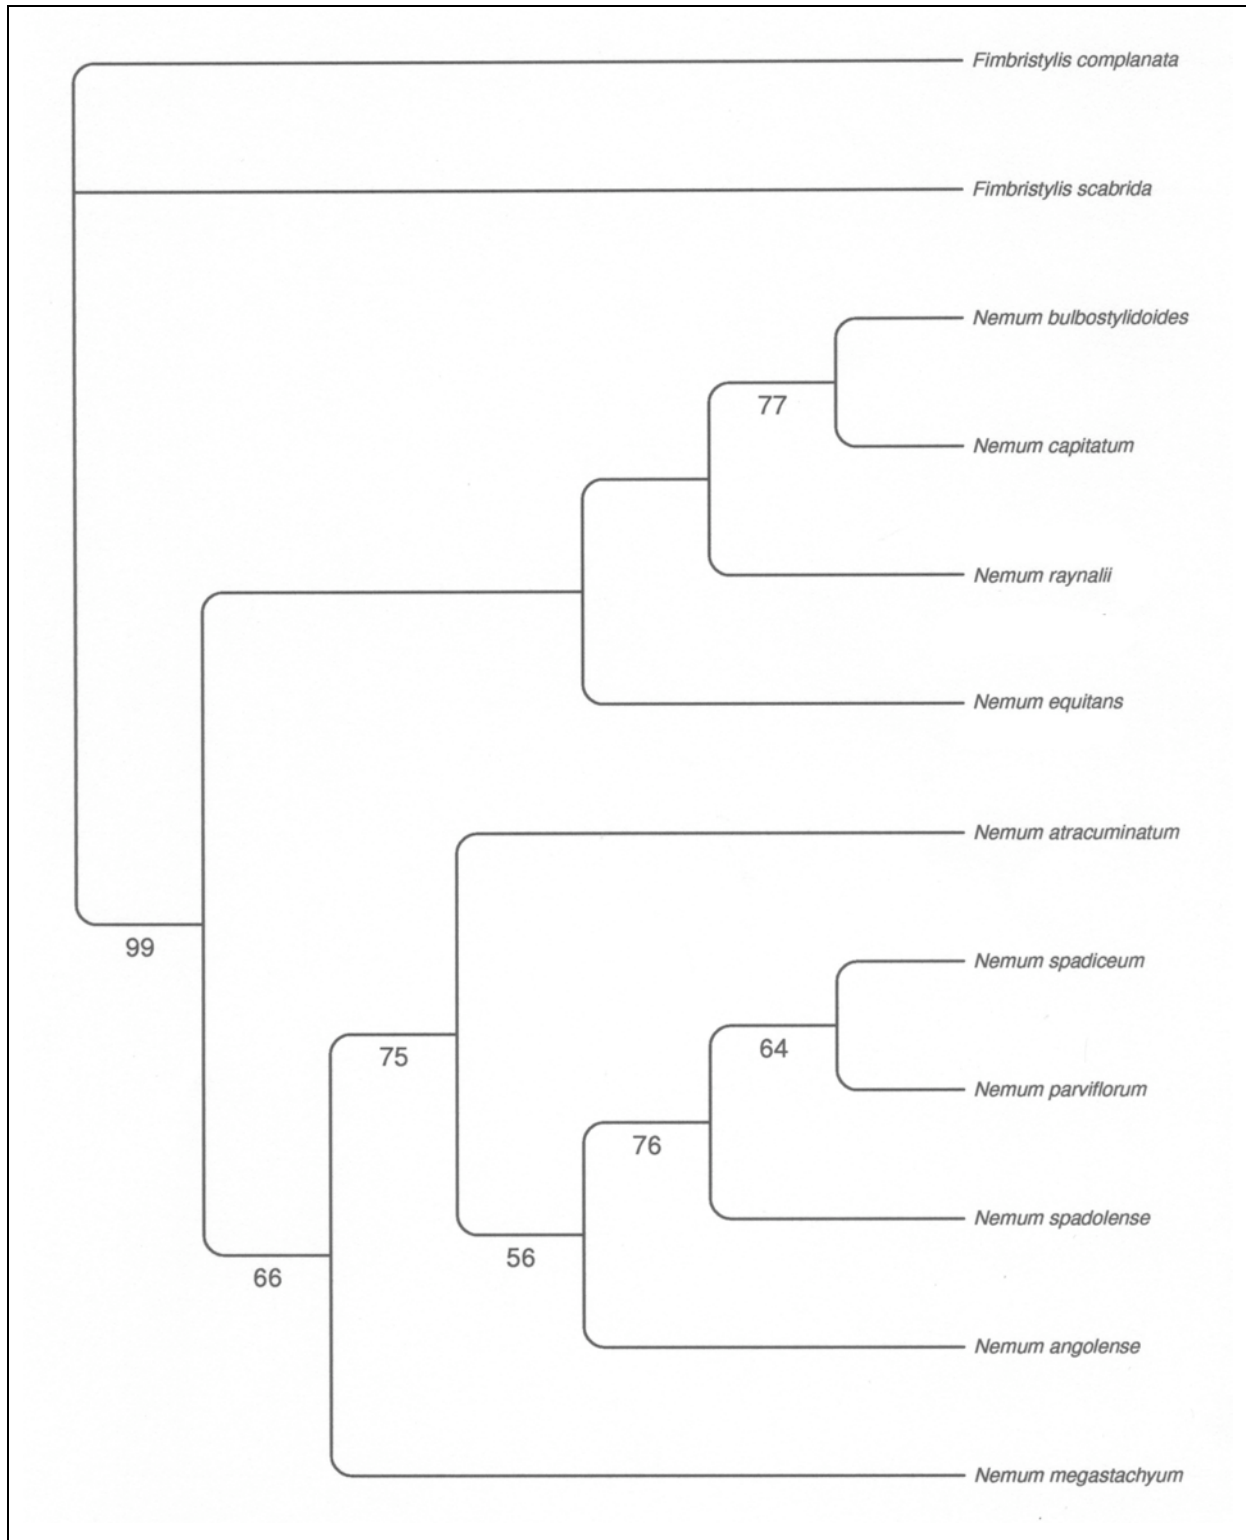 Fimbristylis complanata
Fimbristylis scabrida
Nemum bulbostylidoides
77
Nemum capitatum
Nemum raynalii
Nemum equitans
Nemum atracuminatum
99
Nemum spadiceum
75
64
Nemum parviflorum
76
Nemum spadolense
56
66
Nemum angolense
Nemum megastachyum